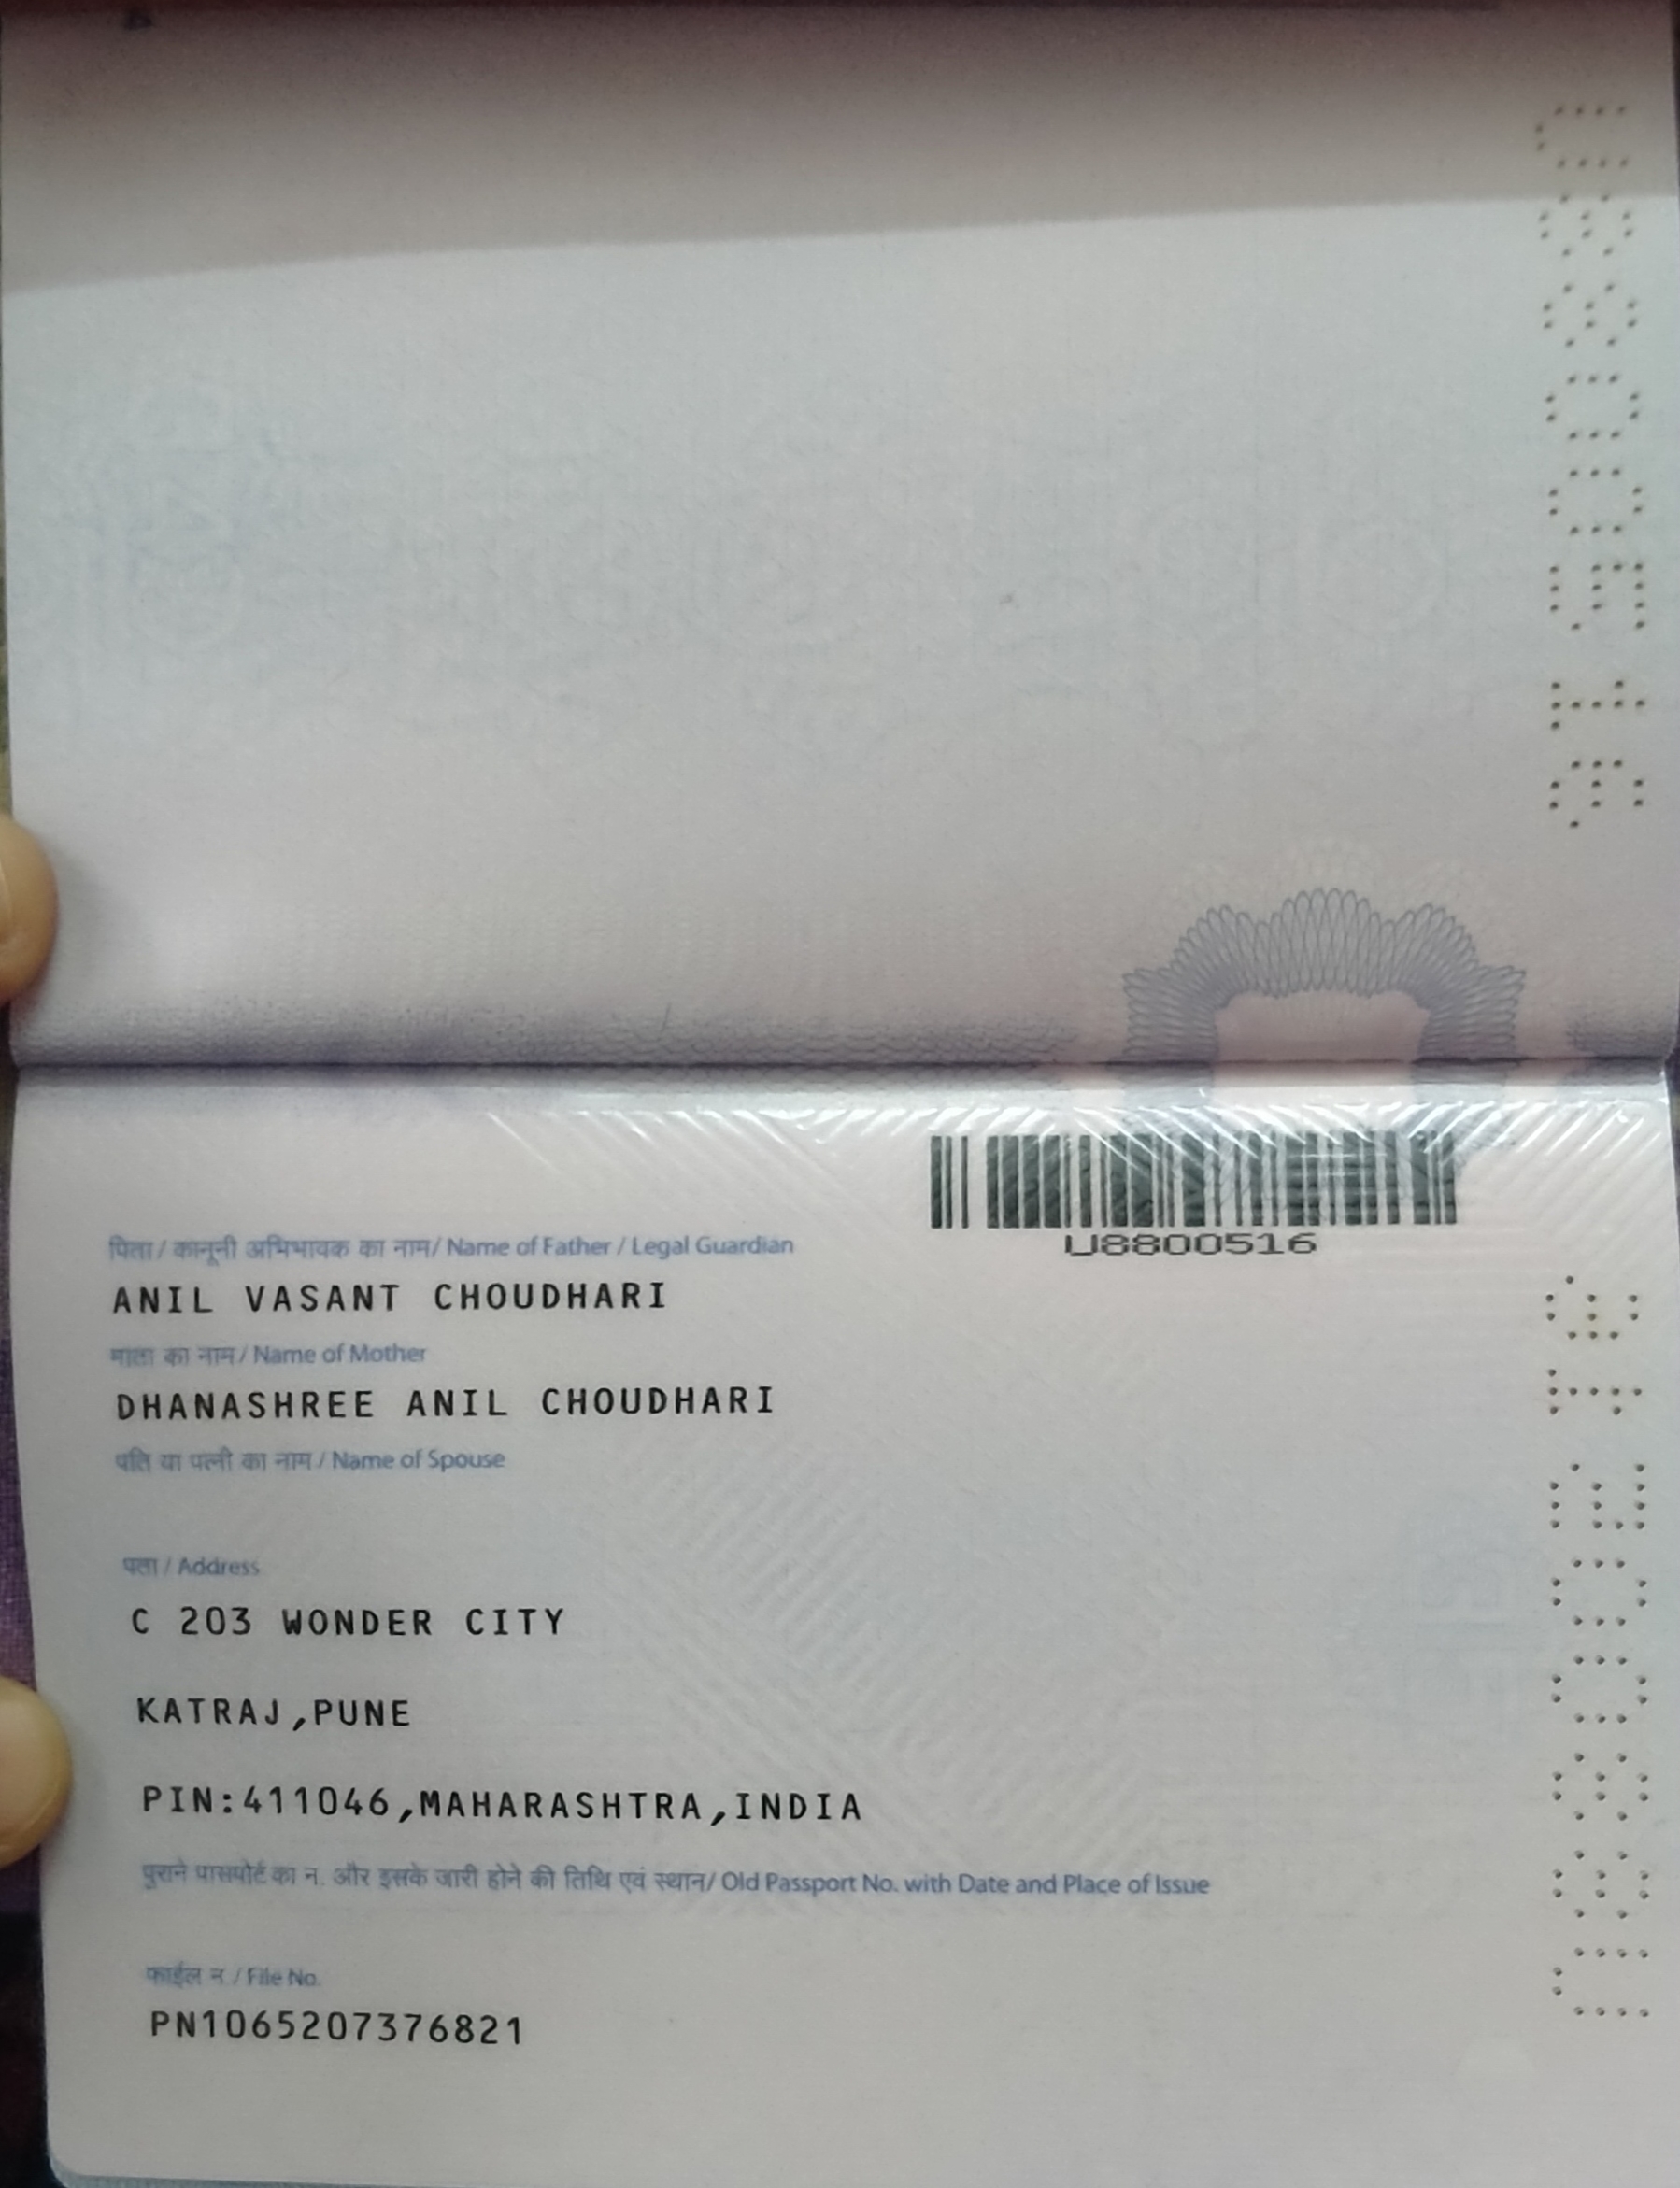 U8800516
U8800516
पिता / कानूनी अभिभावक का नाम/ Name of Father / Legal Guardian
ANIL VASANT CHOUDHARI
माता का नाम/ Name of Mother
DHANASHREE ANIL CHOUDHARI
पति या पत्नी का नाम / Name of Spouse
पता / Address
C 203 WONDER CITY
KATRAJ,PUNE
PIN:411046,MAHARASHTRA,INDIA
पुराने पासपोर्ट का न. और इसके जारी होने की तिथि एवं स्थान/ Old Passport No. with Date and Place of Issue
फाईल न. / File No.
PN1065207376821
U8800516